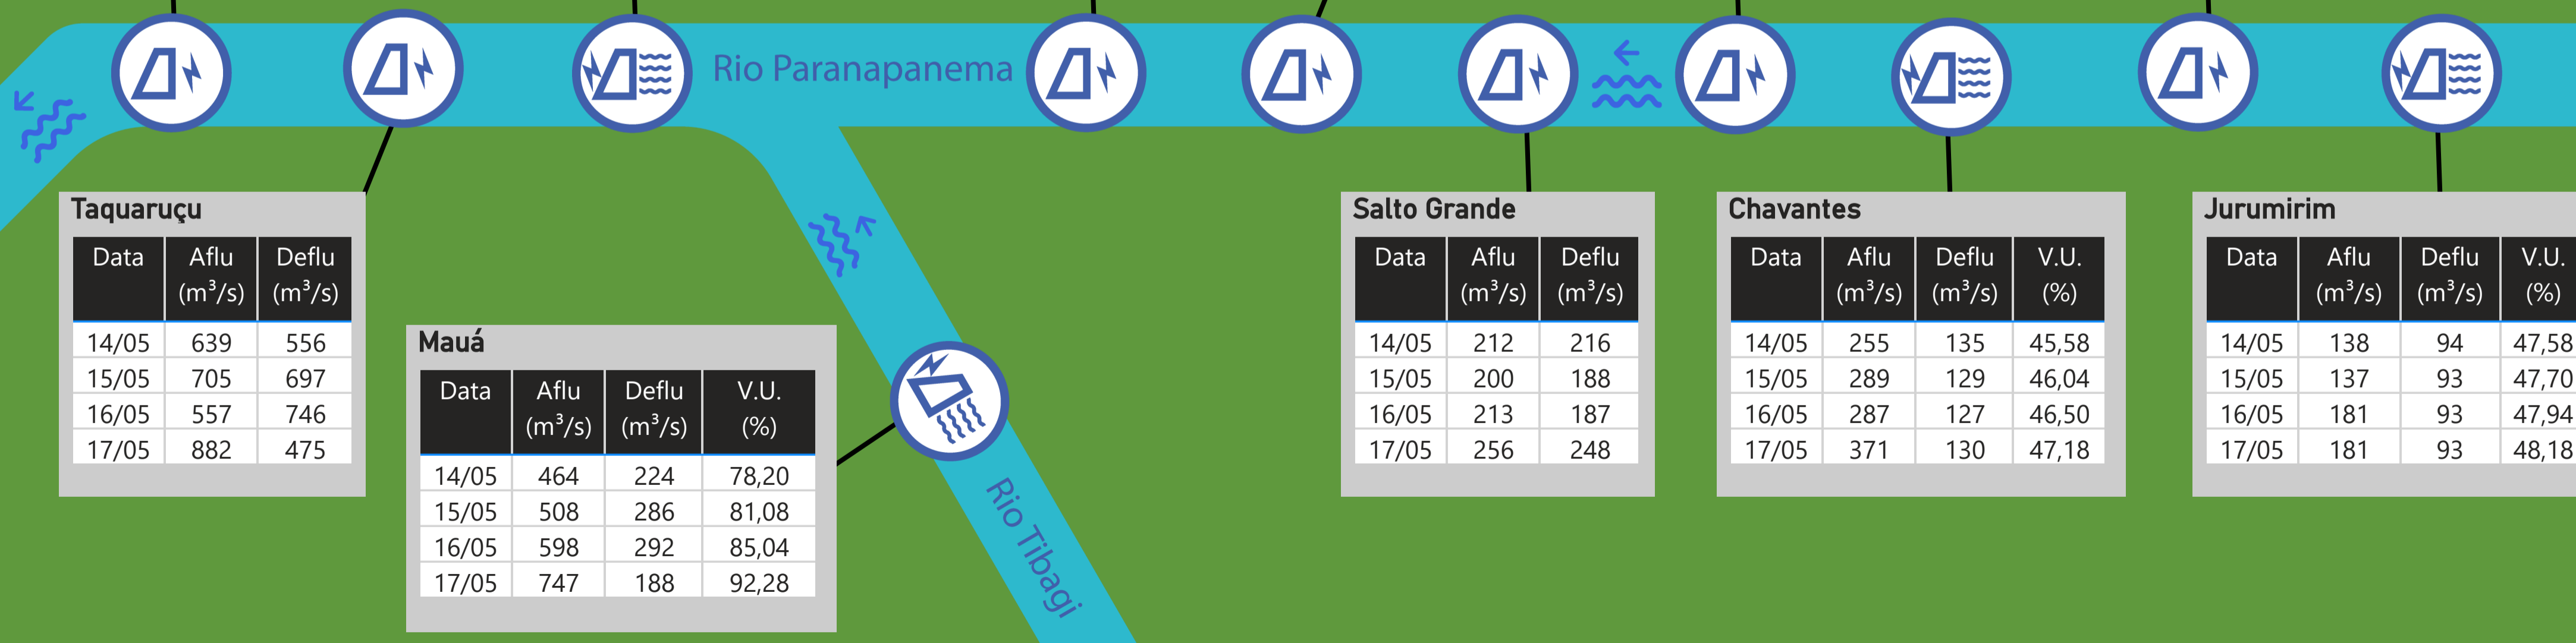 Rio Paranapanema
Taquaruçu
Data Aflu (m³/s) Deflu (m³/s)
14/05 639 556
15/05 705 697
16/05 557 746
17/05 882 475
Mauá
Data Aflu (m³/s) Deflu (m³/s) V.U. (%)
14/05 464 224 78,20
15/05 508 286 81,08
16/05 598 292 85,04
17/05 747 188 92,28
Rio Tibagi
Salto Grande
Data Aflu (m³/s) Deflu (m³/s)
14/05 212 216
15/05 200 188
16/05 213 187
17/05 256 248
Chavantes
Data Aflu (m³/s) Deflu (m³/s) V.U. (%)
14/05 255 135 45,58
15/05 289 129 46,04
16/05 287 127 46,50
17/05 371 130 47,18
Jurumirim
Data Aflu (m³/s) Deflu (m³/s) V.U. (%)
14/05 138 94 47,58
15/05 137 93 47,70
16/05 181 93 47,94
17/05 181 93 48,18